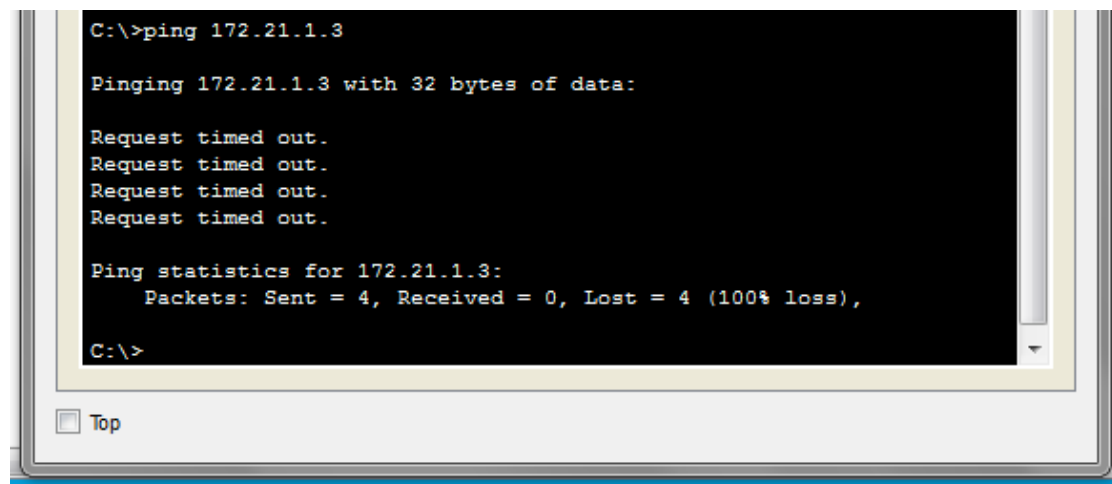 C:\>ping 172.21.1.3
Pinging 172.21.1.3 with 32 bytes of data:
Request timed out.
Request timed out.
Request timed out.
Request timed out.
Ping statistics for 172.21.1.3:
    Packets: Sent = 4, Received = 0, Lost = 4 (100% loss),
C:\>
Top